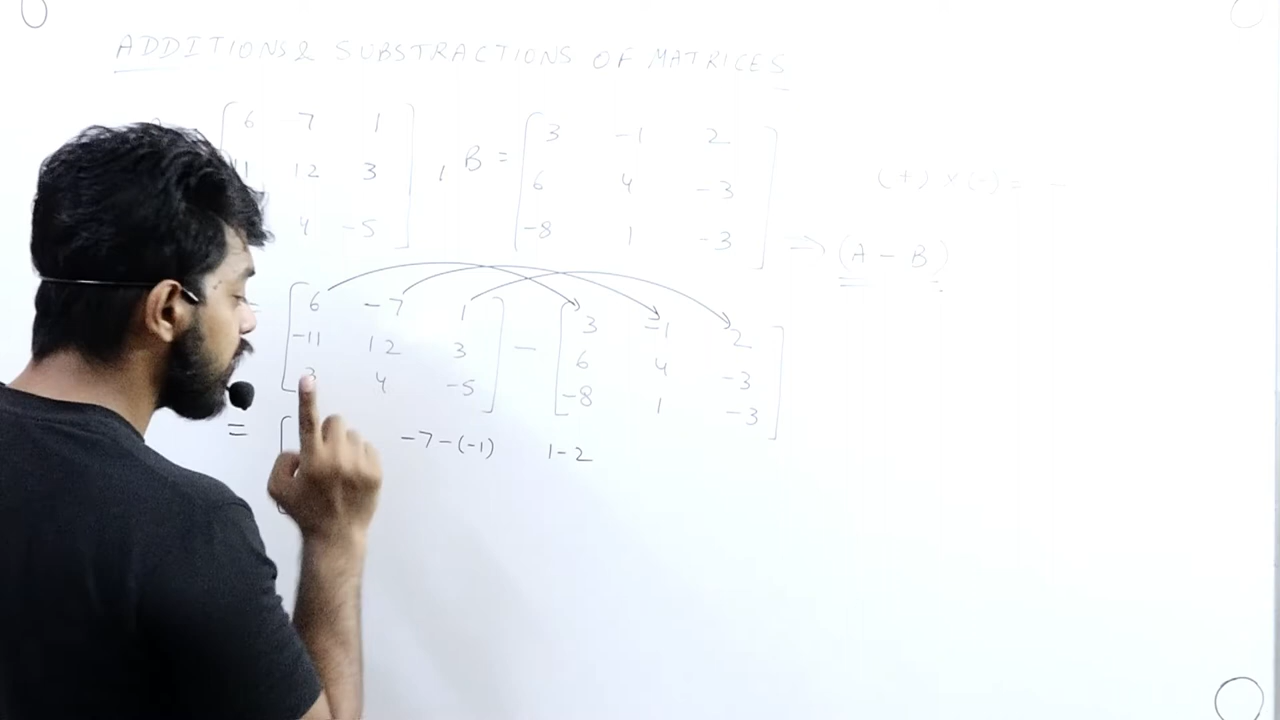 ADDITIONS & SUBSTRACTIONS OF MATRICES
6 -7 1
11 12 3
4 -5
, B = [3 -1 2
6 4 -3
-8 1 -3]
(+) × (-) = -
⇒ (A - B)
= [6 -7 1
-11 12 3
3 4 -5]
- [3 -1 2
6 4 -3
-8 1 -3]
= [ -7-(-1) 1-2